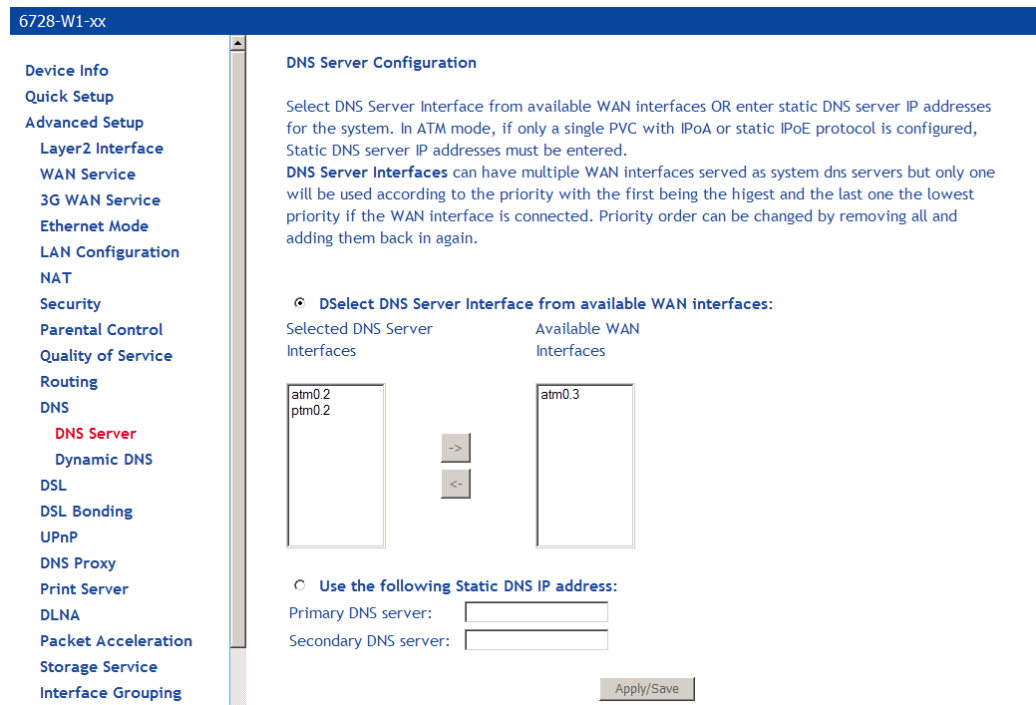 6728-W1-xx
Device Info
Quick Setup
Advanced Setup
Layer2 Interface
WAN Service
3G WAN Service
Ethernet Mode
LAN Configuration
NAT
Security
Parental Control
Quality of Service
Routing
DNS
DNS Server
Dynamic DNS
DSL
DSL Bonding
UPnP
DNS Proxy
Print Server
DLNA
Packet Acceleration
Storage Service
Interface Grouping
DNS Server Configuration
Select DNS Server Interface from available WAN interfaces OR enter static DNS server IP addresses
for the system. In ATM mode, if only a single PVC with IPoA or static IPoE protocol is configured,
Static DNS server IP addresses must be entered.
DNS Server Interfaces can have multiple WAN interfaces served as system dns servers but only one
will be used according to the priority with the first being the higest and the last one the lowest
priority if the WAN interface is connected. Priority order can be changed by removing all and
adding them back in again.
DSelect DNS Server Interface from available WAN interfaces:
Selected DNS Server
Interfaces
Available WAN
Interfaces
atm0.2
ptm0.2
->
<-
atm0.3
Use the following Static DNS IP address:
Primary DNS server:
Secondary DNS server:
Apply/Save